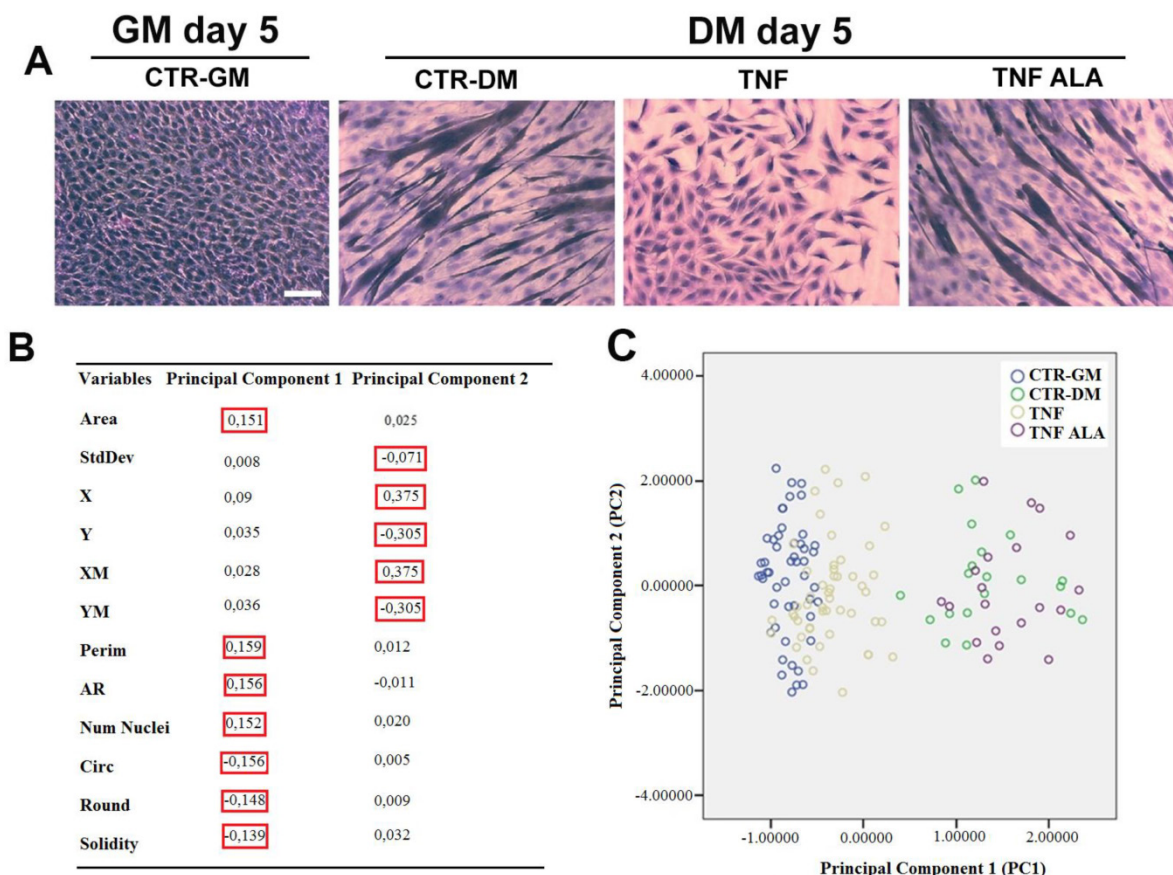 GM day 5
DM day 5
A
CTR-GM
CTR-DM
TNF
TNF ALA
B
Variables Principal Component 1 Principal Component 2
Area 0,151 0,025
StdDev 0,008 -0,071
X 0,09 0,375
Y 0,035 -0,305
XM 0,028 0,375
YM 0,036 -0,305
Perim 0,159 0,012
AR 0,156 -0,011
Num Nuclei 0,152 0,020
Circ -0,156 0,005
Round -0,148 0,009
Solidity -0,139 0,032
C
CTR-GM
CTR-DM
TNF
TNF ALA
Principal Component 2 (PC2)
4.00000
2.00000
0.00000
-2.00000
-4.00000
-1.00000 0.00000 1.00000 2.00000
Principal Component 1 (PC1)